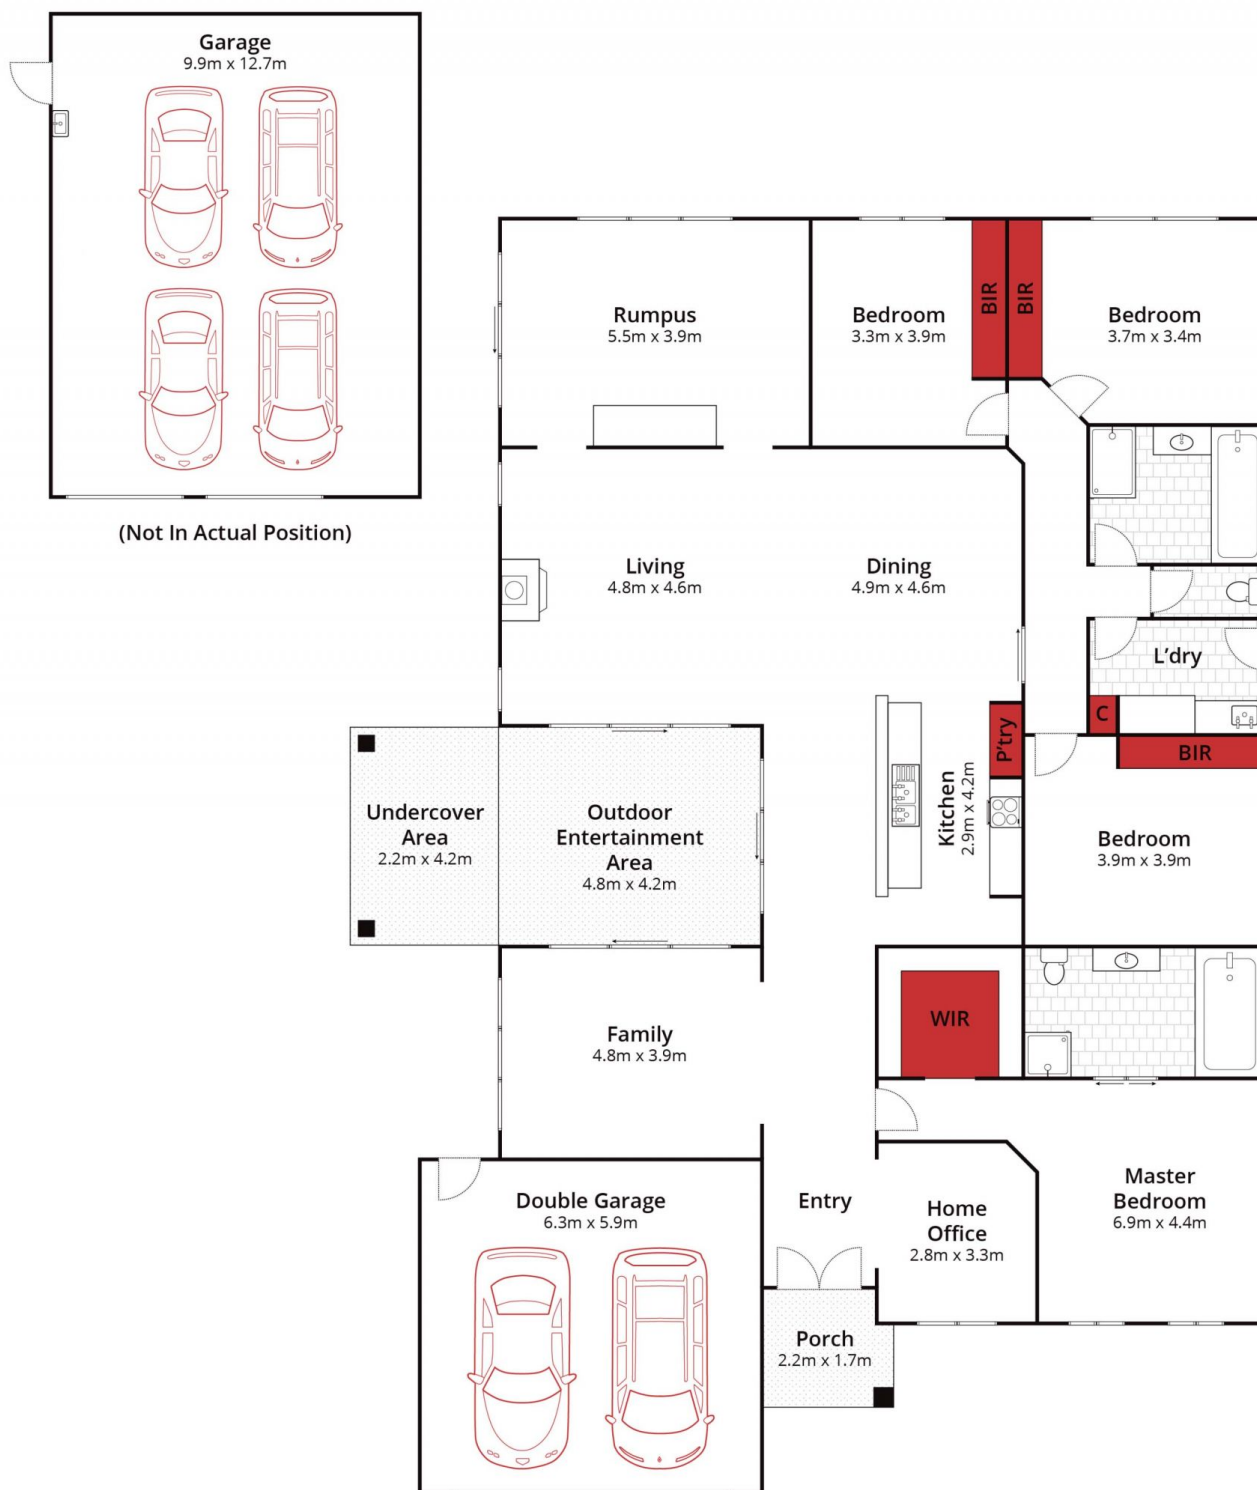 Garage
9.9m x 12.7m
(Not In Actual Position)
Rumpus
5.5m x 3.9m
Bedroom
3.3m x 3.9m
BIR
BIR
Bedroom
3.7m x 3.4m
Living
4.8m x 4.6m
Dining
4.9m x 4.6m
L'dry
C
P'try
BIR
Undercover
Area
2.2m x 4.2m
Outdoor
Entertainment
Area
4.8m x 4.2m
Kitchen
2.9m x 4.2m
Bedroom
3.9m x 3.9m
Family
4.8m x 3.9m
WIR
Double Garage
6.3m x 5.9m
Entry
Home
Office
2.8m x 3.3m
Master
Bedroom
6.9m x 4.4m
Porch
2.2m x 1.7m